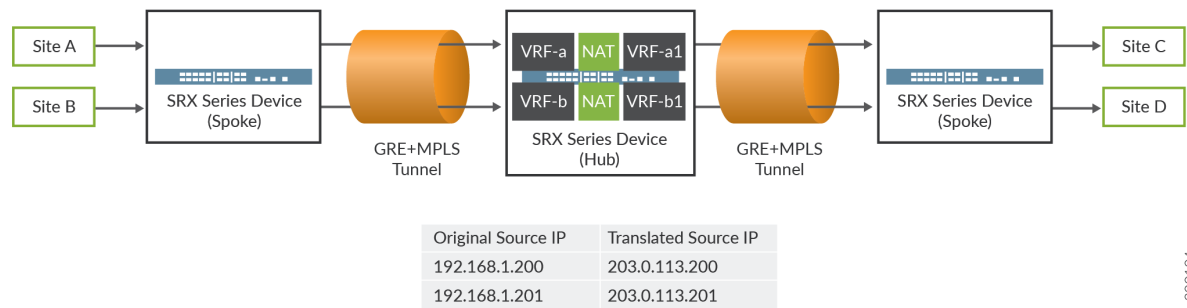 Site A
Site B
SRX Series Device
(Spoke)
GRE+MPLS
Tunnel
VRF-a NAT VRF-a1
VRF-b NAT VRF-b1
SRX Series Device
(Hub)
GRE+MPLS
Tunnel
SRX Series Device
(Spoke)
Site C
Site D
Original Source IP Translated Source IP
192.168.1.200 203.0.113.200
192.168.1.201 203.0.113.201